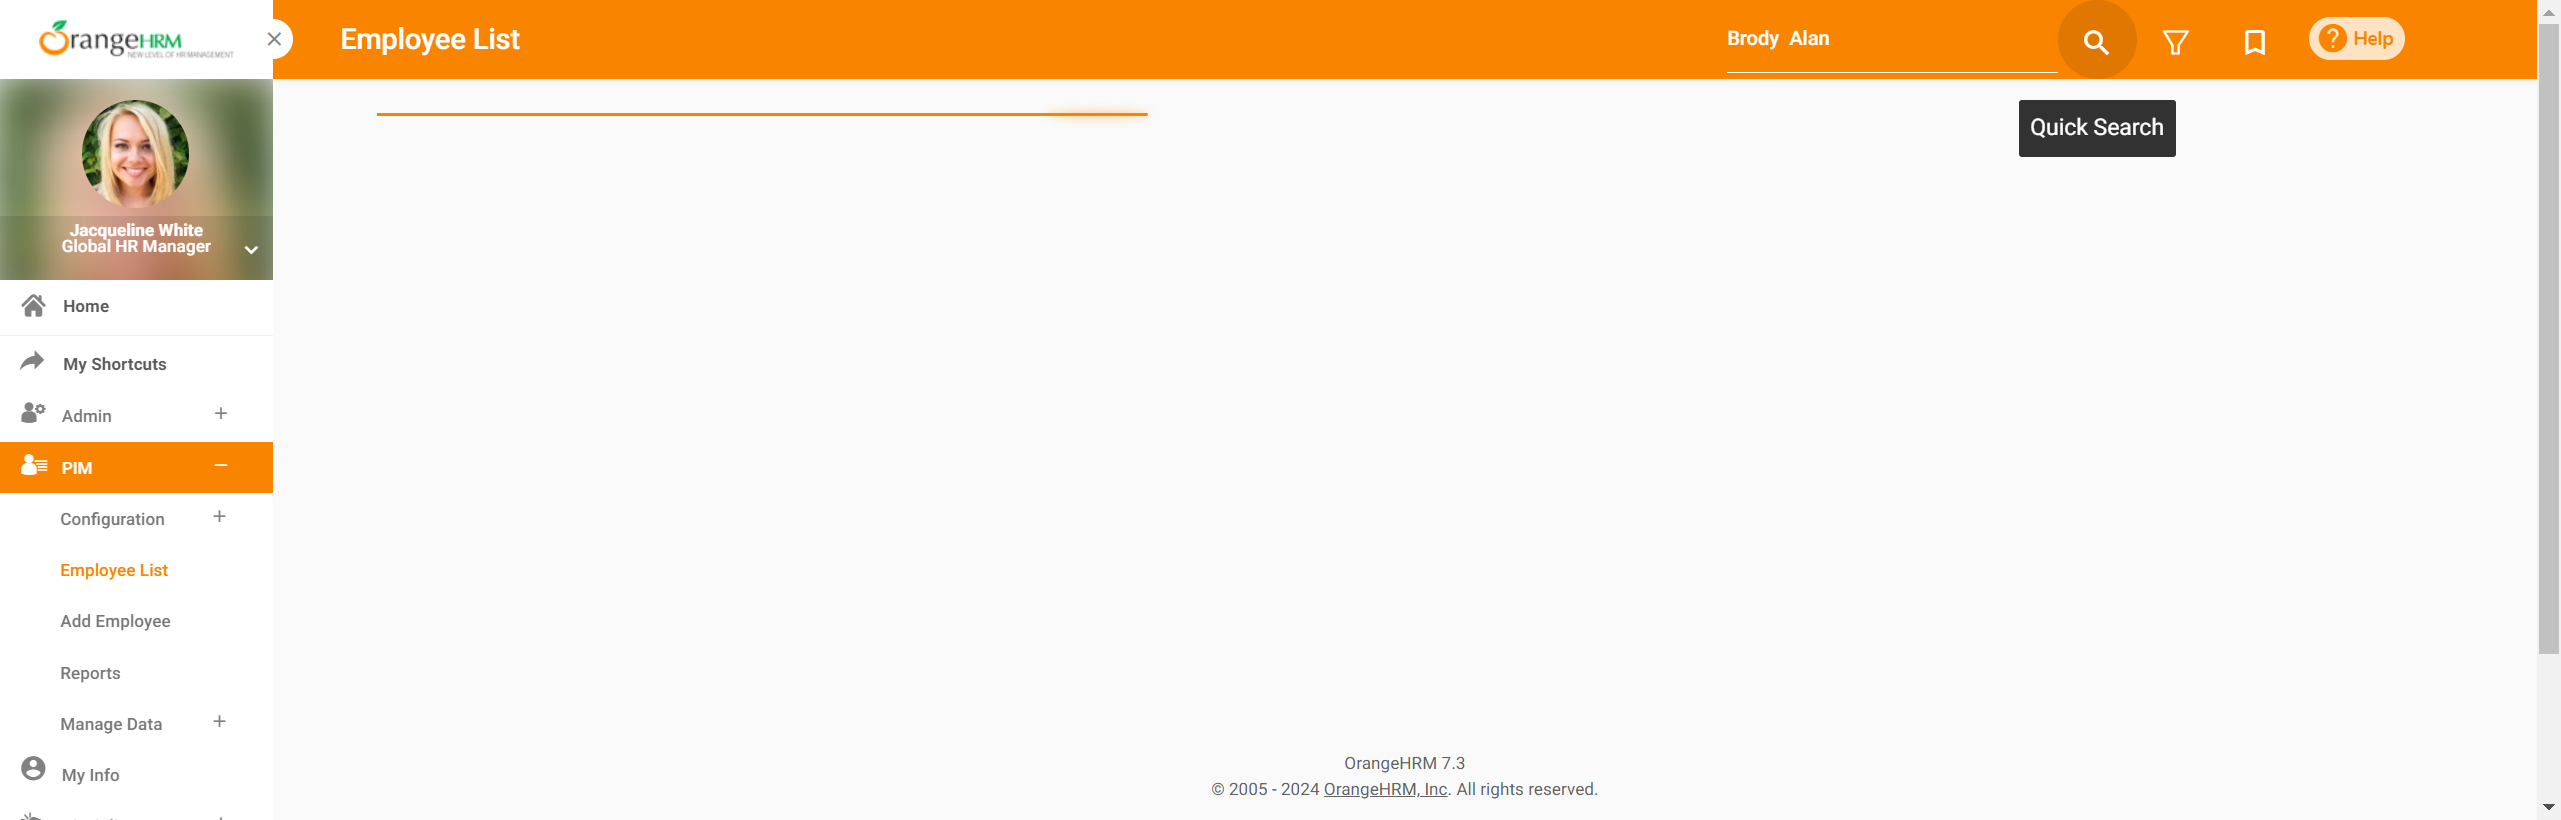 OrangeHRM
NEW LEVEL OF HR MANAGEMENT
Employee List
Brody  Alan
? Help
Quick Search
Jacqueline White
Global HR Manager
Home
My Shortcuts
Admin
PIM
Configuration
Employee List
Add Employee
Reports
Manage Data
My Info
OrangeHRM 7.3
© 2005 - 2024 OrangeHRM, Inc. All rights reserved.